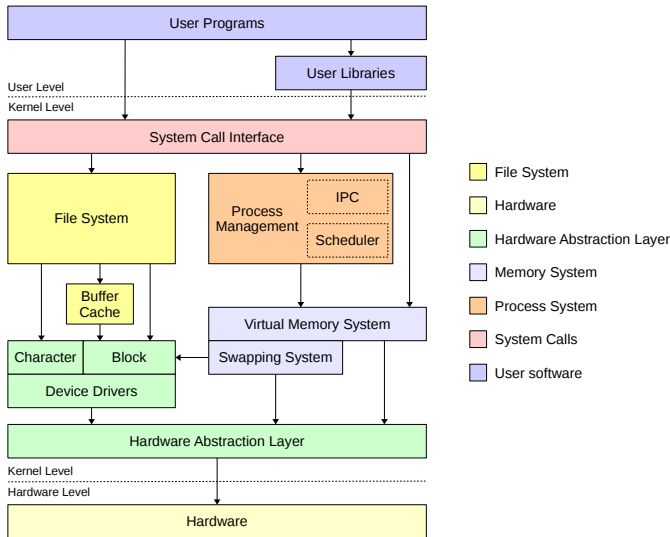 User Programs
User Libraries
User Level
Kernel Level
System Call Interface
File System
Process
Management
IPC
Scheduler
Buffer
Cache
Virtual Memory System
Character
Block
Swapping System
Device Drivers
Hardware Abstraction Layer
Kernel Level
Hardware Level
Hardware
File System
Hardware
Hardware Abstraction Layer
Memory System
Process System
System Calls
User software